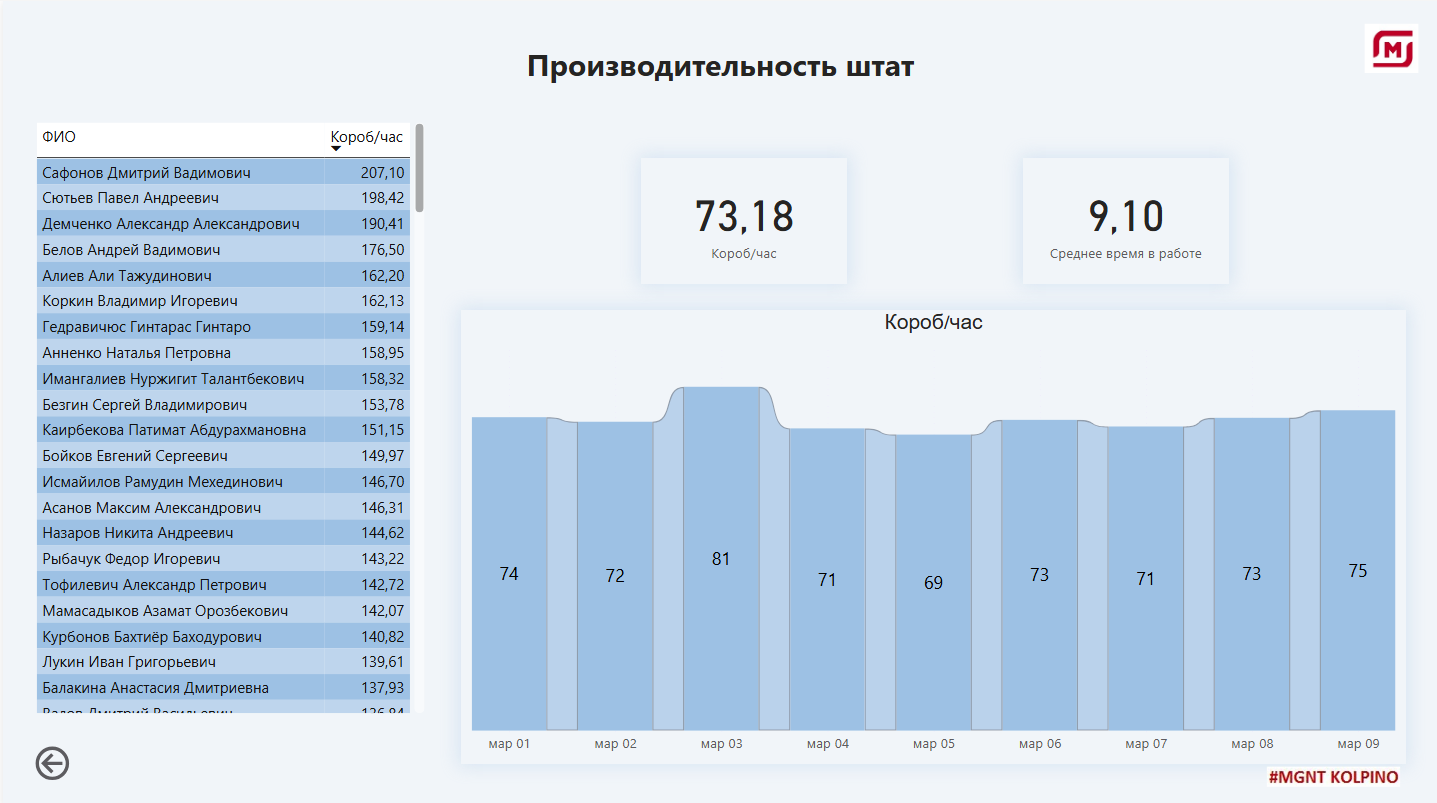 Производительность штат
M
ФИО Короб/час
Сафонов Дмитрий Вадимович 207,10
Сютьев Павел Андреевич 198,42
Демченко Александр Александрович 190,41
Белов Андрей Вадимович 176,50
Алиев Али Тажудинович 162,20
Коркин Владимир Игоревич 162,13
Гедравичюс Гинтарас Гинтаро 159,14
Анненко Наталья Петровна 158,95
Имангалиев Нуржигит Талантбекович 158,32
Безгин Сергей Владимирович 153,78
Каирбекова Патимат Абдурахмановна 151,15
Бойков Евгений Сергеевич 149,97
Исмайлов Рамудин Мехединович 146,70
Асанов Максим Александрович 146,31
Назаров Никита Андреевич 144,62
Рыбачук Федор Игоревич 143,22
Тофилевич Александр Петрович 142,72
Мамасадыков Азамат Орозбекович 142,07
Курбонов Бахтиёр Баходурович 140,82
Лукин Иван Григорьевич 139,61
Балакина Анастасия Дмитриевна 137,93
73,18
Короб/час
9,10
Среднее время в работе
Короб/час
74 72 81 71 69 73 71 73 75
мар 01 мар 02 мар 03 мар 04 мар 05 мар 06 мар 07 мар 08 мар 09
#MGNT KOLPINO